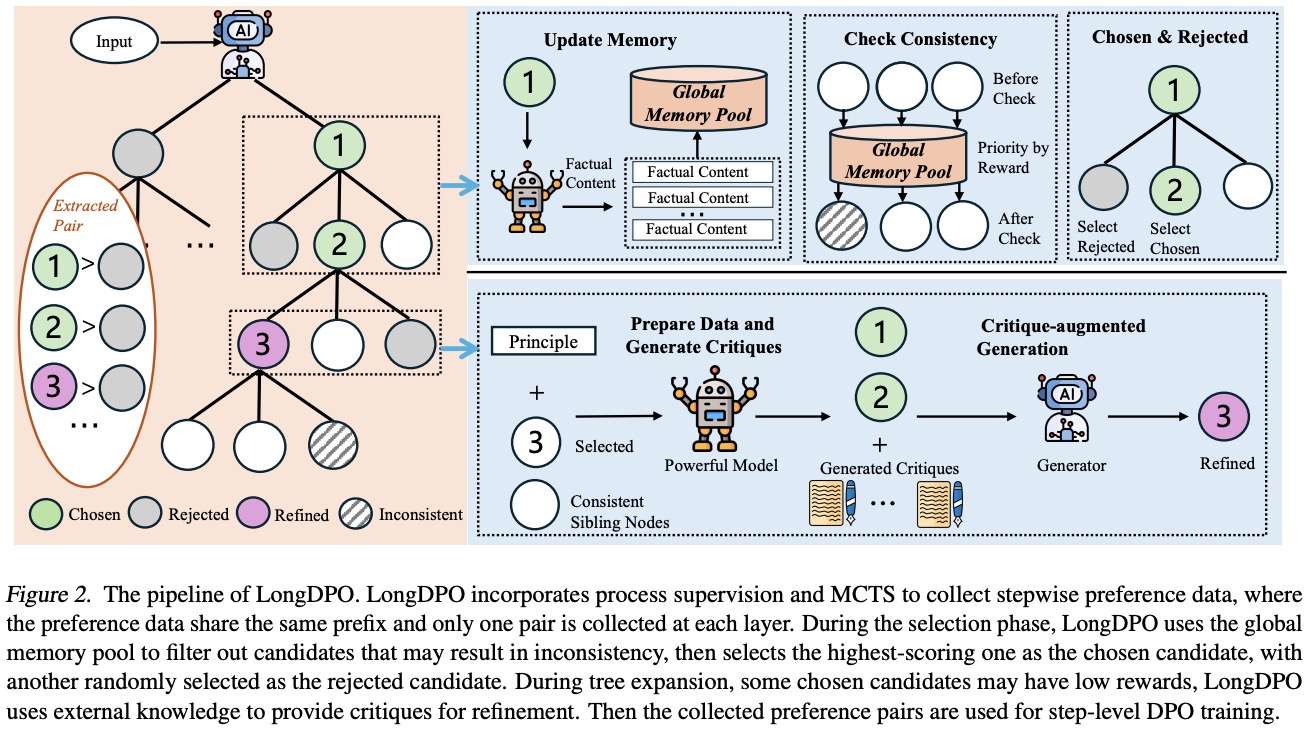 Input
AI
Extracted
Pair
1 >
2 >
3 >
...
1
2
...
3
Chosen
Rejected
Refined
Inconsistent
Update Memory
1
Factual
Content
Global
Memory Pool
Factual Content
Factual Content
...
Factual Content
Check Consistency
Before
Check
Global
Memory Pool
Priority by
Reward
After
Check
Chosen & Rejected
1
2
Select
Rejected
Select
Chosen
Principle
+
3
Selected
Consistent
Sibling Nodes
Prepare Data and
Generate Critiques
Powerful Model
1
2
+
Generated Critiques
...
Critique-augmented
Generation
AI
Generator
3
Refined
Figure 2. The pipeline of LongDPO. LongDPO incorporates process supervision and MCTS to collect stepwise preference data, where
the preference data share the same prefix and only one pair is collected at each layer. During the selection phase, LongDPO uses the global
memory pool to filter out candidates that may result in inconsistency, then selects the highest-scoring one as the chosen candidate, with
another randomly selected as the rejected candidate. During tree expansion, some chosen candidates may have low rewards, LongDPO
uses external knowledge to provide critiques for refinement. Then the collected preference pairs are used for step-level DPO training.